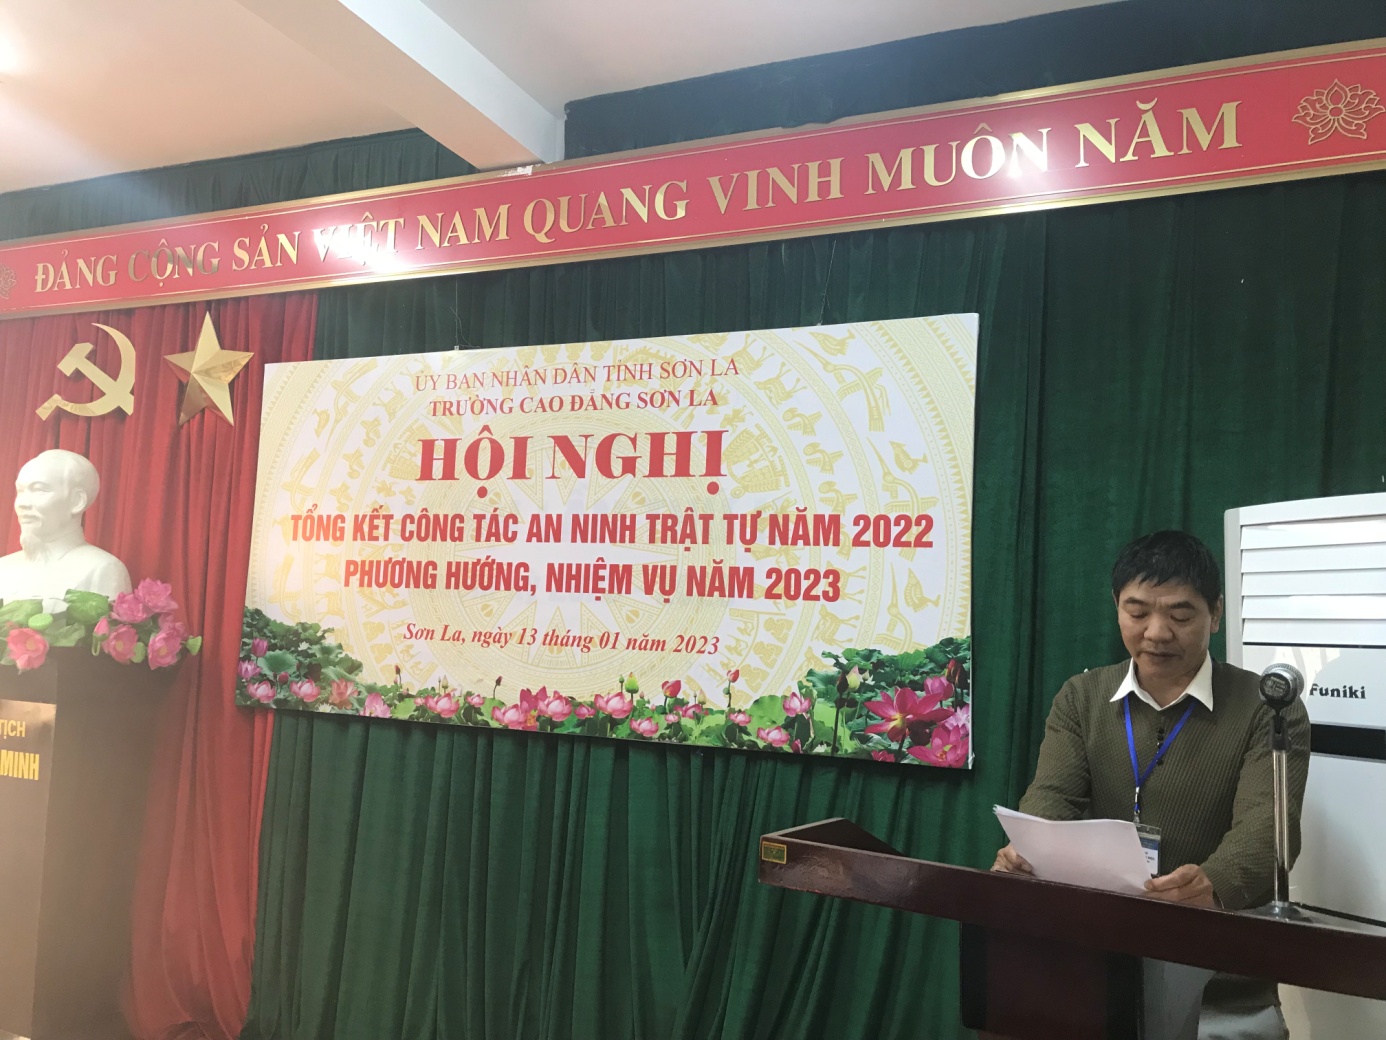 ĐẢNG CỘNG SẢN VIỆT NAM QUANG VINH MUÔN NĂM
ỦY BAN NHÂN DÂN TỈNH SƠN LA
TRƯỜNG CAO ĐẲNG SƠN LA
HỘI NGHỊ
TỔNG KẾT CÔNG TÁC AN NINH TRẬT TỰ NĂM 2022
PHƯƠNG HƯỚNG, NHIỆM VỤ NĂM 2023
Sơn La, ngày 13 tháng 01 năm 2023
TỊCH
MINH
Funiki